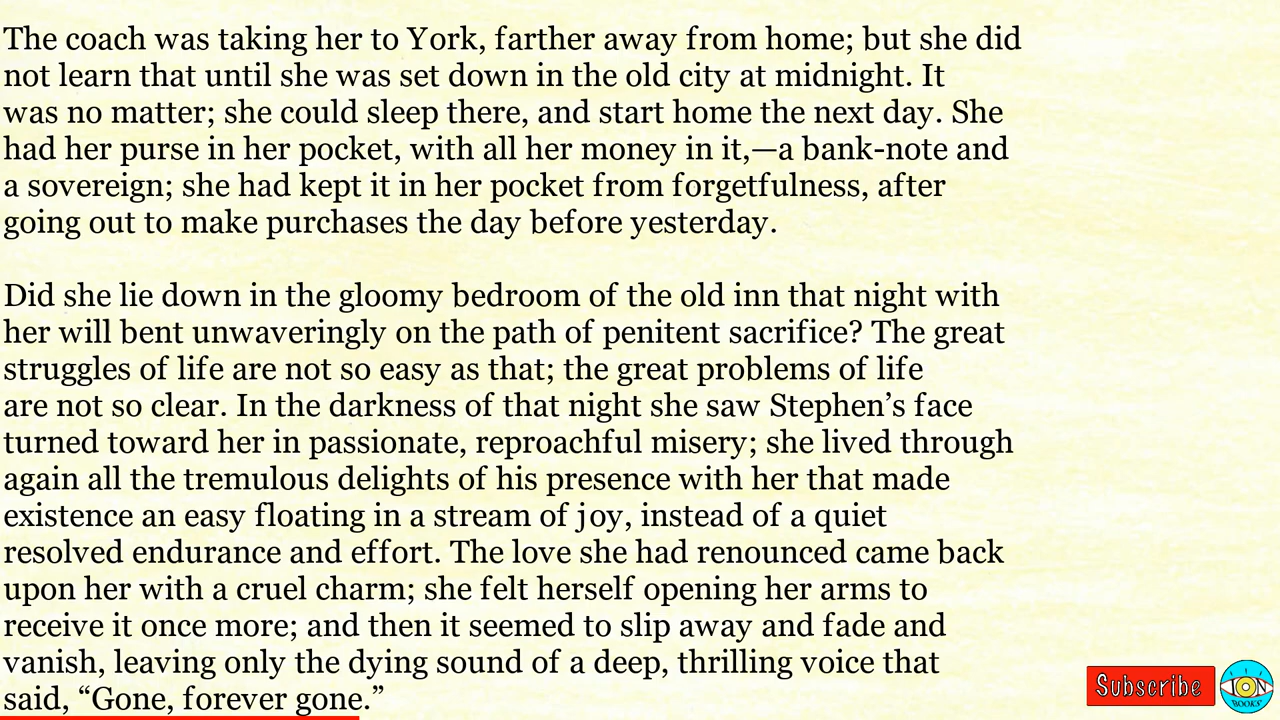 The coach was taking her to York, farther away from home; but she did
not learn that until she was set down in the old city at midnight. It
was no matter; she could sleep there, and start home the next day. She
had her purse in her pocket, with all her money in it,—a bank-note and
a sovereign; she had kept it in her pocket from forgetfulness, after
going out to make purchases the day before yesterday.
Did she lie down in the gloomy bedroom of the old inn that night with
her will bent unwaveringly on the path of penitent sacrifice? The great
struggles of life are not so easy as that; the great problems of life
are not so clear. In the darkness of that night she saw Stephen’s face
turned toward her in passionate, reproachful misery; she lived through
again all the tremulous delights of his presence with her that made
existence an easy floating in a stream of joy, instead of a quiet
resolved endurance and effort. The love she had renounced came back
upon her with a cruel charm; she felt herself opening her arms to
receive it once more; and then it seemed to slip away and fade and
vanish, leaving only the dying sound of a deep, thrilling voice that
said, “Gone, forever gone.”
Subscribe
I
ION
BOOKS